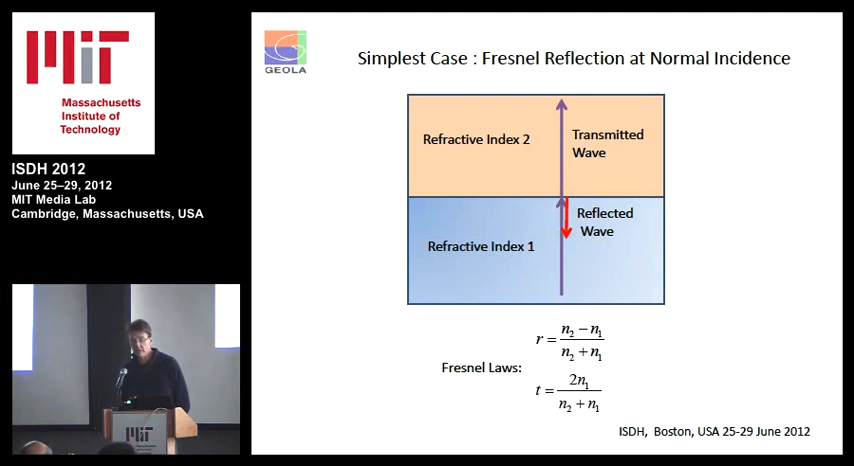 Massachusetts
Institute of
Technology
ISDH 2012
June 25–29, 2012
MIT Media Lab
Cambridge, Massachusetts, USA
GEOLA
Simplest Case : Fresnel Reflection at Normal Incidence
Refractive Index 2
Transmitted
Wave
Reflected
Wave
Refractive Index 1
Fresnel Laws:
r = (n₂ − n₁) / (n₂ + n₁)
t = 2n₁ / (n₂ + n₁)
ISDH, Boston, USA 25-29 June 2012
MIT